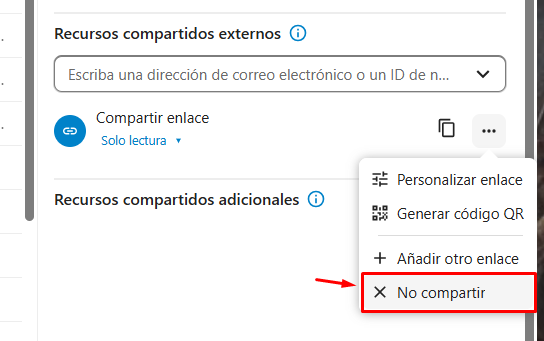 Recursos compartidos externos
Escriba una dirección de correo electrónico o un ID de n...
Compartir enlace
Solo lectura
Personalizar enlace
Recursos compartidos adicionales
Generar código QR
Añadir otro enlace
No compartir